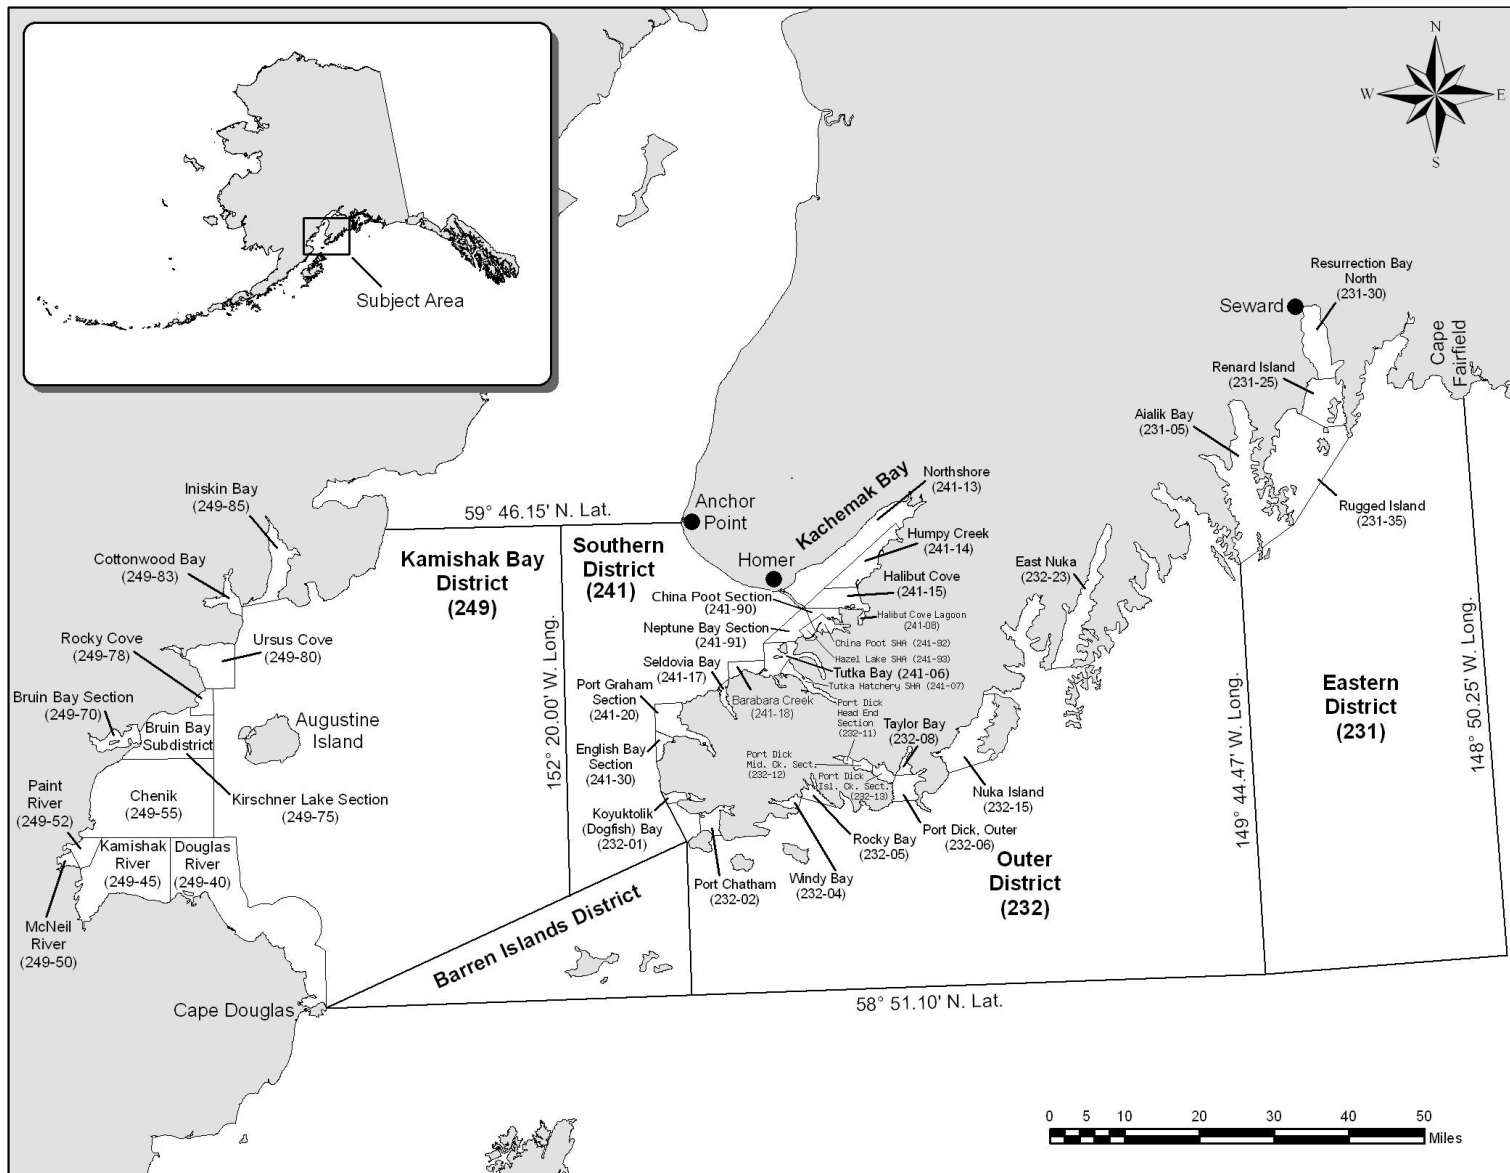 N
W
E
S
Subject Area
Resurrection Bay
North
(231-30)
Seward
Cape
Fairfield
Renard Island
(231-25)
Aialik Bay
(231-05)
Rugged Island
(231-35)
Iniskin Bay
(249-85)
59° 46.15' N. Lat.
Anchor
Point
Kachemak Bay
Northshore
(241-13)
Cottonwood Bay
(249-83)
Kamishak Bay
District
(249)
Southern
District
(241)
Homer
Humpy Creek
(241-14)
East Nuka
(232-23)
Halibut Cove
(241-15)
China Poot Section
(241-90)
Halibut Cove Lagoon
(241-08)
Rocky Cove
(249-78)
Ursus Cove
(249-80)
Neptune Bay Section
(241-91)
China Poot SHA (241-92)
Hazel Lake SHA (241-93)
Seldovia Bay
(241-17)
Tutka Bay (241-06)
Tutka Hatchery SHA (241-07)
Bruin Bay Section
(249-70)
Port Graham
Section
(241-20)
Barabara Creek
(241-18)
Port Dick
Head End
Section
(232-11)
Bruin Bay
Subdistrict
Augustine
Island
152° 20.00' W. Long.
Taylor Bay
(232-08)
English Bay
Section
(241-30)
Port Dick
Mid. Ck. Sect.
(232-12)
Port Dick
Isl. Ck. Sect.
(232-13)
Eastern
District
(231)
149° 44.47' W. Long.
148° 50.25' W. Long.
Paint
River
(249-52)
Chenik
(249-55)
Kirschner Lake Section
(249-75)
Nuka Island
(232-15)
Koyuktolik
(Dogfish) Bay
(232-01)
Rocky Bay
(232-05)
Port Dick, Outer
(232-06)
Kamishak
River
(249-45)
Douglas
River
(249-40)
Port Chatham
(232-02)
Windy Bay
(232-04)
Outer
District
(232)
McNeil
River
(249-50)
Barren Islands District
Cape Douglas
58° 51.10' N. Lat.
0 5 10 20 30 40 50
Miles